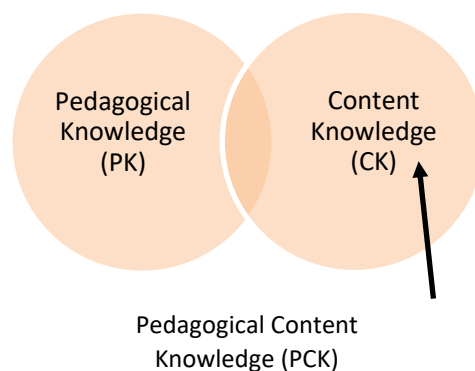 Pedagogical
Knowledge
(PK)
Content
Knowledge
(CK)
Pedagogical Content
Knowledge (PCK)